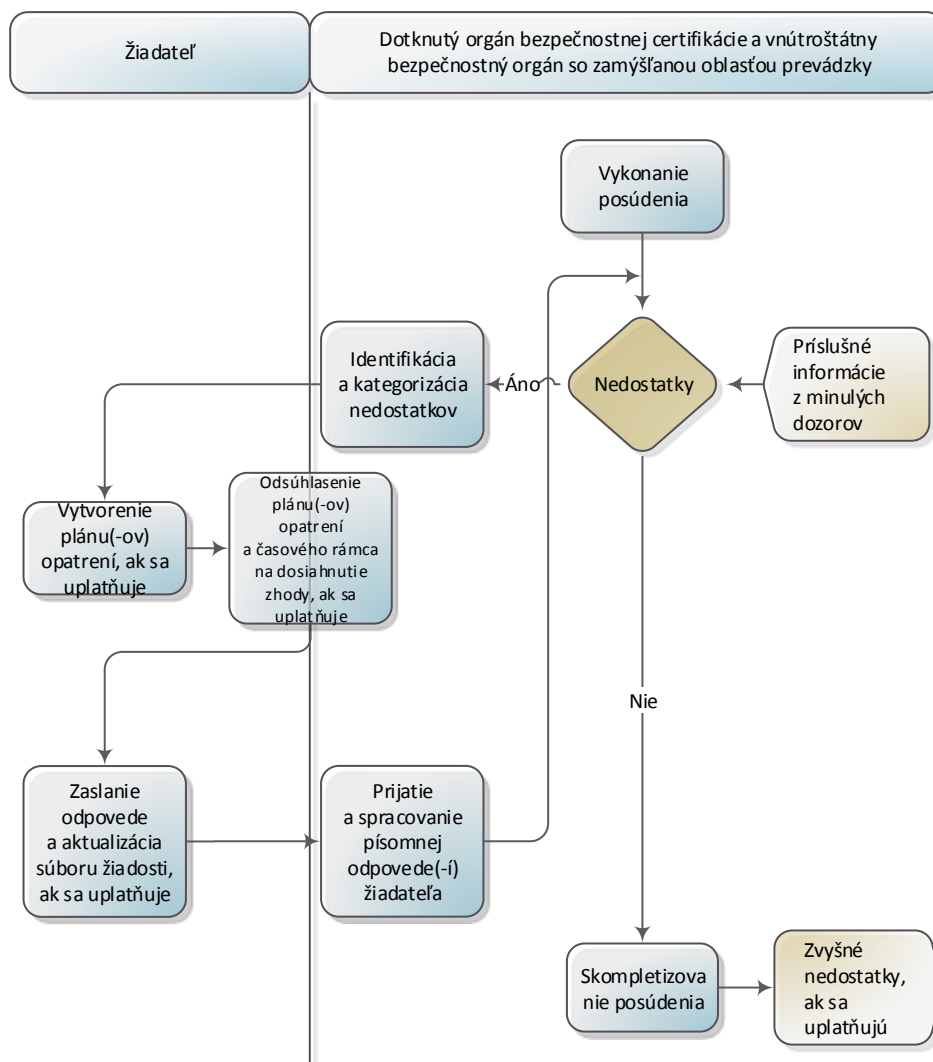 Žiadateľ
Dotknutý orgán bezpečnostnej certifikácie a vnútroštátny
bezpečnostný orgán so zamýšľanou oblasťou prevádzky
Vykonanie
posúdenia
Identifikácia
a kategorizácia
nedostatkov
Áno
Nedostatky
Príslušné
informácie
z minulých
dozorov
Vytvorenie
plánu(-ov)
opatrení, ak sa
uplatňuje
Odsúhlasenie
plánu(-ov)
opatrení
a časového rámca
na dosiahnutie
zhody, ak sa
uplatňuje
Nie
Zaslanie
odpovede
a aktualizácia
súboru žiadosti,
ak sa uplatňuje
Prijatie
a spracovanie
písomnej
odpovede(-í)
žiadateľa
Skompletizova
nie posúdenia
Zvyšné
nedostatky,
ak sa
uplatňujú